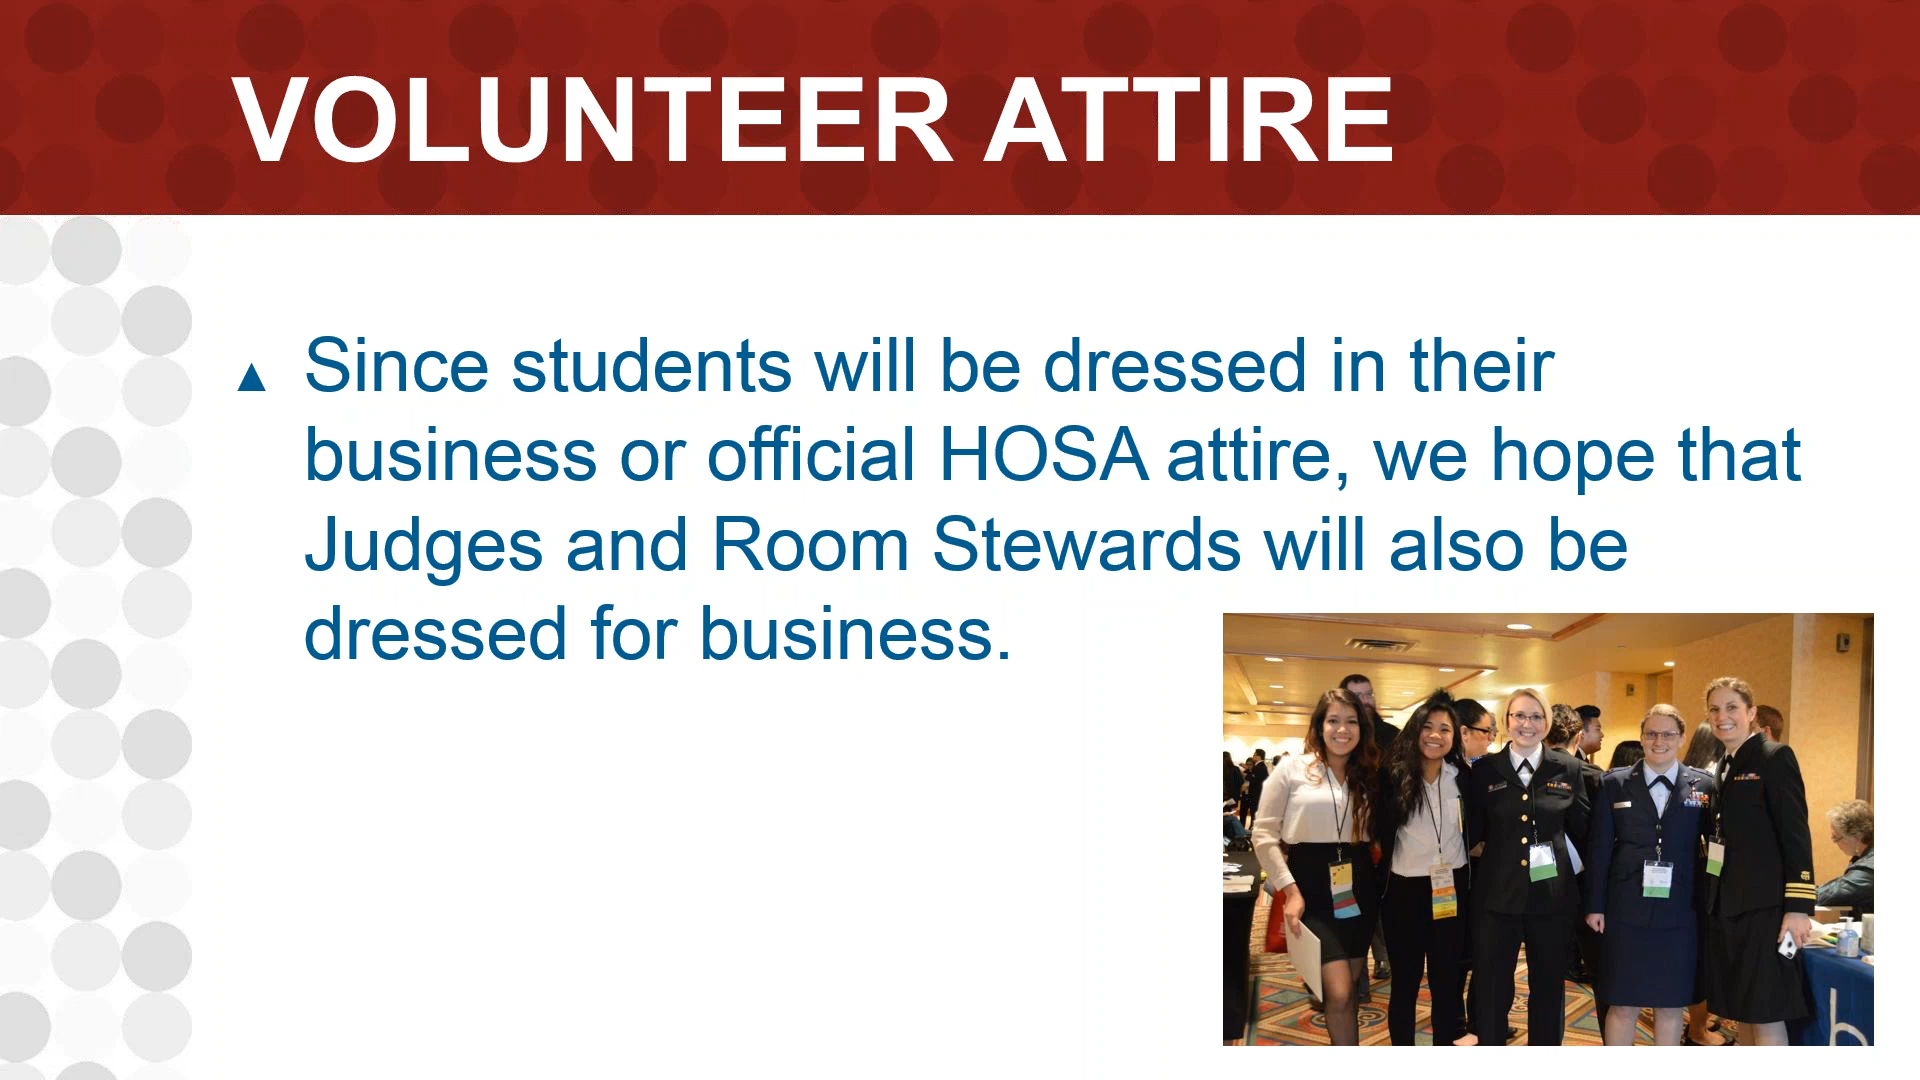 VOLUNTEER ATTIRE
▲ Since students will be dressed in their
business or official HOSA attire, we hope that
Judges and Room Stewards will also be
dressed for business.
b